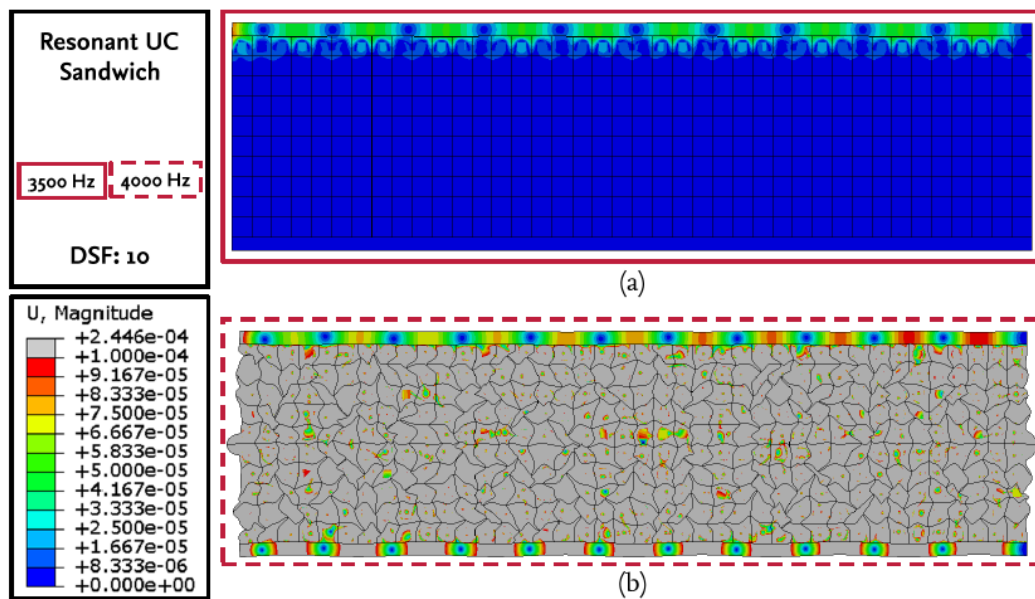 Resonant UC
Sandwich
3500 Hz
4000 Hz
DSF: 10
(a)
U, Magnitude
+2.446e-04
+1.000e-04
+9.167e-05
+8.333e-05
+7.500e-05
+6.667e-05
+5.833e-05
+5.000e-05
+4.167e-05
+3.333e-05
+2.500e-05
+1.667e-05
+8.333e-06
+0.000e+00
(b)